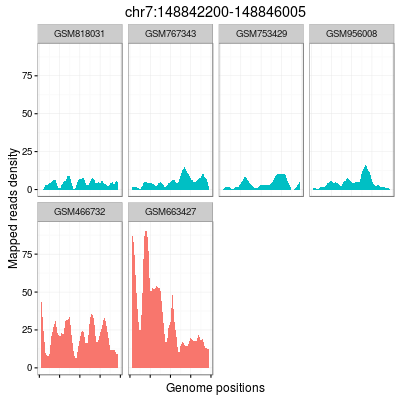 chr7:148842200-148846005
GSM818031 GSM767343 GSM753429 GSM956008
75
50
25
0
GSM466732 GSM663427
75
50
25
0
Mapped reads density
Genome positions